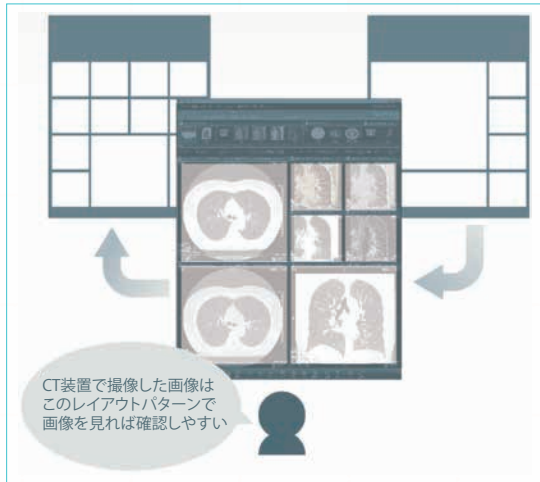 CT装置で撮像した画像は
このレイアウトパターンで
画像を見れば確認しやすい